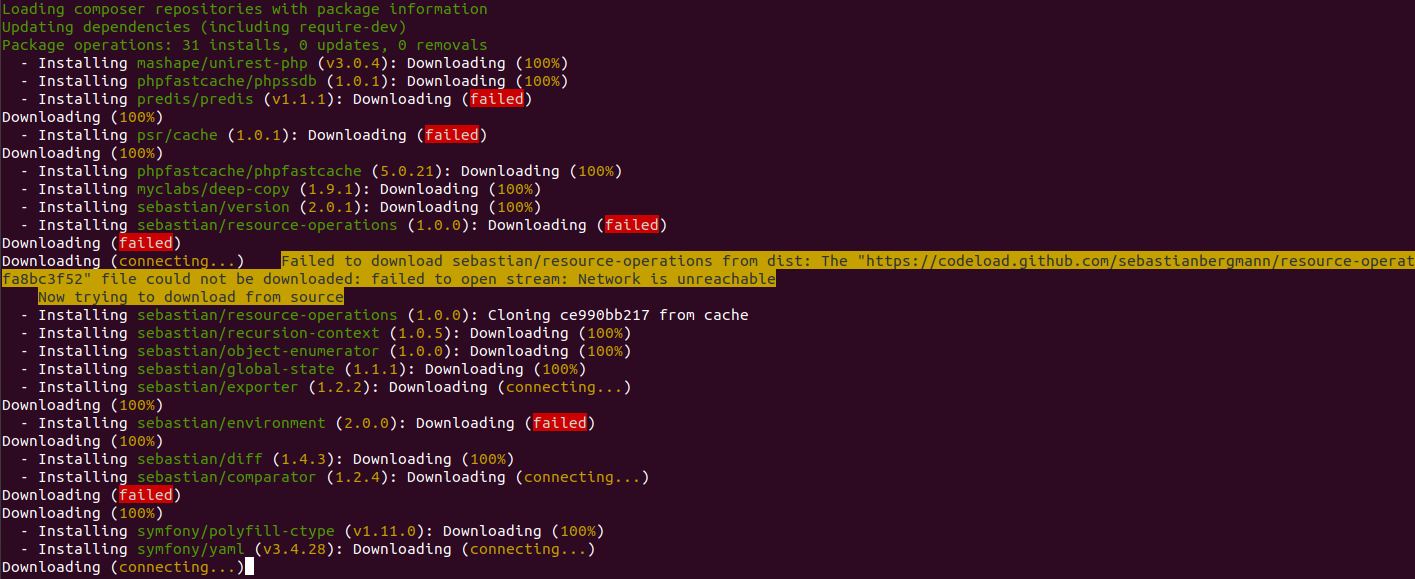 Loading composer repositories with package information
Updating dependencies (including require-dev)
Package operations: 31 installs, 0 updates, 0 removals
  - Installing mashape/unirest-php (v3.0.4): Downloading (100%)
  - Installing phpfastcache/phpssdb (1.0.1): Downloading (100%)
  - Installing predis/predis (v1.1.1): Downloading (failed)
Downloading (100%)
  - Installing psr/cache (1.0.1): Downloading (failed)
Downloading (100%)
  - Installing phpfastcache/phpfastcache (5.0.21): Downloading (100%)
  - Installing myclabs/deep-copy (1.9.1): Downloading (100%)
  - Installing sebastian/version (2.0.1): Downloading (100%)
  - Installing sebastian/resource-operations (1.0.0): Downloading (failed)
Downloading (failed)
Downloading (connecting...)    Failed to download sebastian/resource-operations from dist: The "https://codeload.github.com/sebastianbergmann/resource-operat
fa8bc3f52" file could not be downloaded: failed to open stream: Network is unreachable
    Now trying to download from source
  - Installing sebastian/resource-operations (1.0.0): Cloning ce990bb217 from cache
  - Installing sebastian/recursion-context (1.0.5): Downloading (100%)
  - Installing sebastian/object-enumerator (1.0.0): Downloading (100%)
  - Installing sebastian/global-state (1.1.1): Downloading (100%)
  - Installing sebastian/exporter (1.2.2): Downloading (connecting...)
Downloading (100%)
  - Installing sebastian/environment (2.0.0): Downloading (failed)
Downloading (100%)
  - Installing sebastian/diff (1.4.3): Downloading (100%)
  - Installing sebastian/comparator (1.2.4): Downloading (connecting...)
Downloading (failed)
Downloading (100%)
  - Installing symfony/polyfill-ctype (v1.11.0): Downloading (100%)
  - Installing symfony/yaml (v3.4.28): Downloading (connecting...)
Downloading (connecting...)